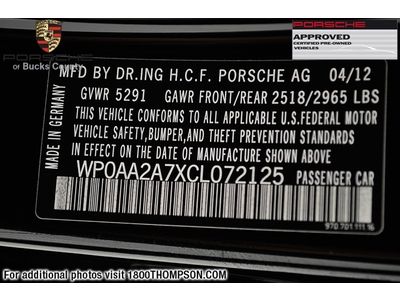 PORSCHE
of Bucks County
PORSCHE
APPROVED
CERTIFIED PRE-OWNED
VEHICLES
MFD BY DR.ING H.C.F. PORSCHE AG 04/12
GVWR 5291 GAWR FRONT/REAR 2518/2965 LBS
THIS VEHICLE CONFORMS TO ALL APPLICABLE
U.S. FEDERAL MOTOR
VEHICLE SAFETY, BUMPER, AND THEFT PREVENTION STANDARDS
IN EFFECT ON THE DATE OF MANUFACTURE SHOWN ABOVE.
WP0AA2A7XCL072125 PASSENGER CAR
MADE IN GERMANY
970.701.111.16
For additional photos visit 1800THOMPSON.com